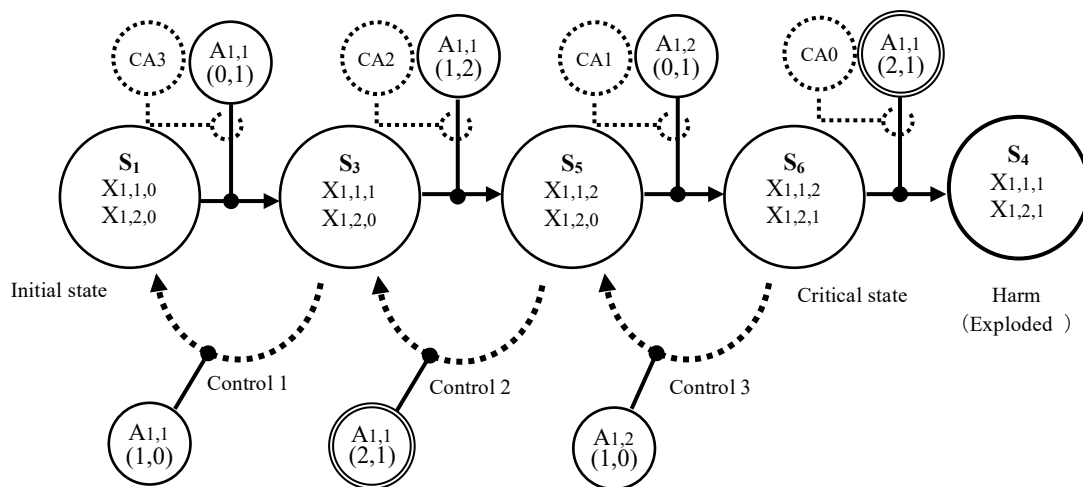 CA3
A1,1
(0,1)
CA2
A1,1
(1,2)
CA1
A1,2
(0,1)
CA0
A1,1
(2,1)
S1
X1,1,0
X1,2,0
S3
X1,1,1
X1,2,0
S5
X1,1,2
X1,2,0
S6
X1,1,2
X1,2,1
S4
X1,1,1
X1,2,1
Initial state
Critical state
Harm
(Exploded )
Control 1
Control 2
Control 3
A1,1
(1,0)
A1,1
(2,1)
A1,2
(1,0)